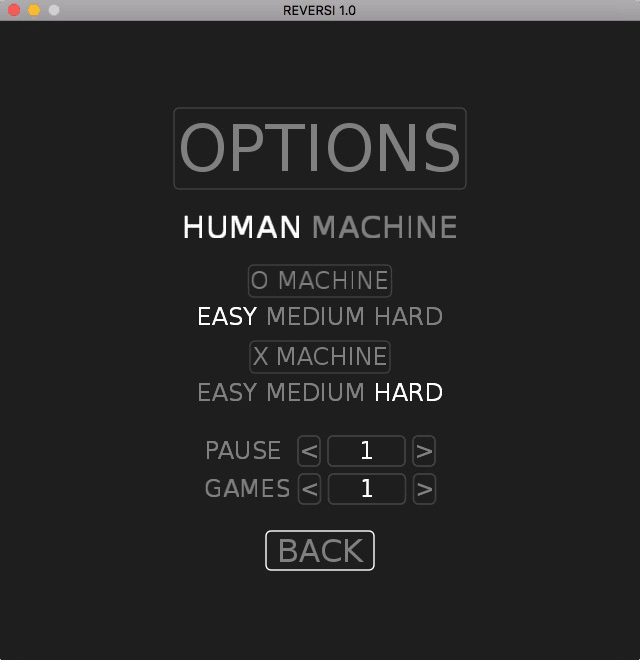 REVERSI 1.0
OPTIONS
HUMAN MACHINE
O MACHINE
EASY MEDIUM HARD
X MACHINE
EASY MEDIUM HARD
PAUSE < 1 >
GAMES < 1 >
BACK